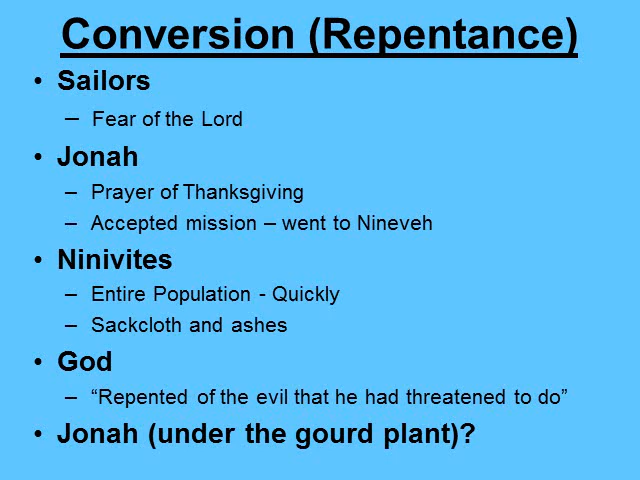 Conversion (Repentance)
• Sailors
– Fear of the Lord
• Jonah
– Prayer of Thanksgiving
– Accepted mission – went to Nineveh
• Ninivites
– Entire Population - Quickly
– Sackcloth and ashes
• God
– “Repented of the evil that he had threatened to do”
• Jonah (under the gourd plant)?